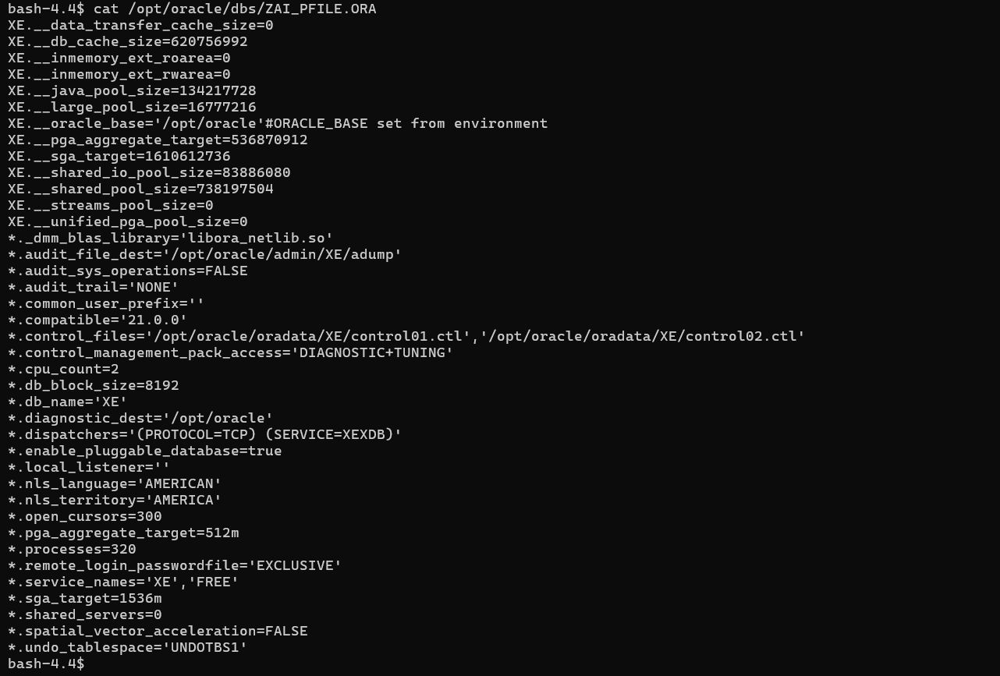 bash-4.4$ cat /opt/oracle/dbs/ZAI_PFILE.ORA
XE.__data_transfer_cache_size=0
XE.__db_cache_size=620756992
XE.__inmemory_ext_roarea=0
XE.__inmemory_ext_rwarea=0
XE.__java_pool_size=134217728
XE.__large_pool_size=16777216
XE.__oracle_base='/opt/oracle'#ORACLE_BASE set from environment
XE.__pga_aggregate_target=536870912
XE.__sga_target=1610612736
XE.__shared_io_pool_size=83886080
XE.__shared_pool_size=738197504
XE.__streams_pool_size=0
XE.__unified_pga_pool_size=0
*._dmm_blas_library='libora_netlib.so'
*.audit_file_dest='/opt/oracle/admin/XE/adump'
*.audit_sys_operations=FALSE
*.audit_trail='NONE'
*.common_user_prefix=''
*.compatible='21.0.0'
*.control_files='/opt/oracle/oradata/XE/control01.ctl','/opt/oracle/oradata/XE/control02.ctl'
*.control_management_pack_access='DIAGNOSTIC+TUNING'
*.cpu_count=2
*.db_block_size=8192
*.db_name='XE'
*.diagnostic_dest='/opt/oracle'
*.dispatchers='(PROTOCOL=TCP) (SERVICE=XEXDB)'
*.enable_pluggable_database=true
*.local_listener=''
*.nls_language='AMERICAN'
*.nls_territory='AMERICA'
*.open_cursors=300
*.pga_aggregate_target=512m
*.processes=320
*.remote_login_passwordfile='EXCLUSIVE'
*.service_names='XE','FREE'
*.sga_target=1536m
*.shared_servers=0
*.spatial_vector_acceleration=FALSE
*.undo_tablespace='UNDOTBS1'
bash-4.4$